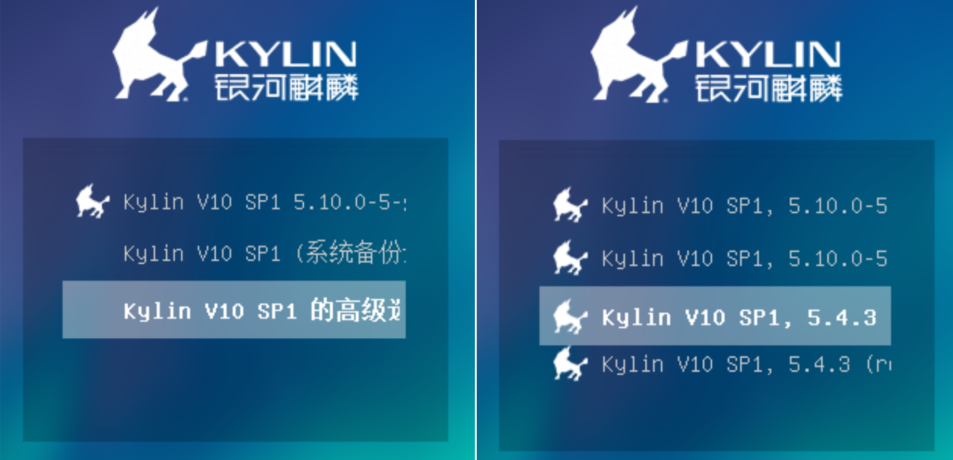 KYLIN
银河麒麟
Kylin V10 SP1 5.10.0-5-
Kylin V10 SP1 (系统备份
Kylin V10 SP1 的高级
KYLIN
银河麒麟
Kylin V10 SP1, 5.10.0-5
Kylin V10 SP1, 5.10.0-5
Kylin V10 SP1, 5.4.3
Kylin V10 SP1, 5.4.3 (r